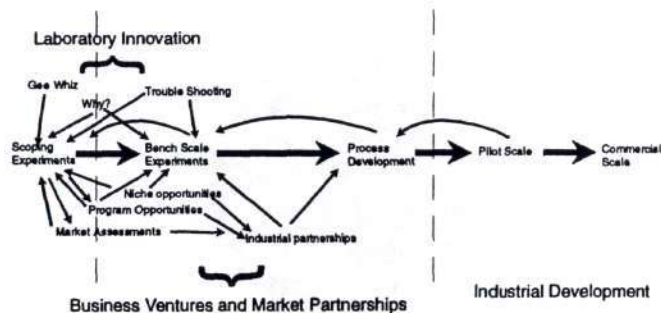 Laboratory Innovation
Gee Whiz
Why?
Trouble Shooting
Scoping
Experiments
Bench Scale
Experiments
Process
Development
Pilot Scale
Commercial
Scale
Niche opportunities
Program Opportunities
Market Assessments
Industrial partnerships
Business Ventures and Market Partnerships
Industrial Development